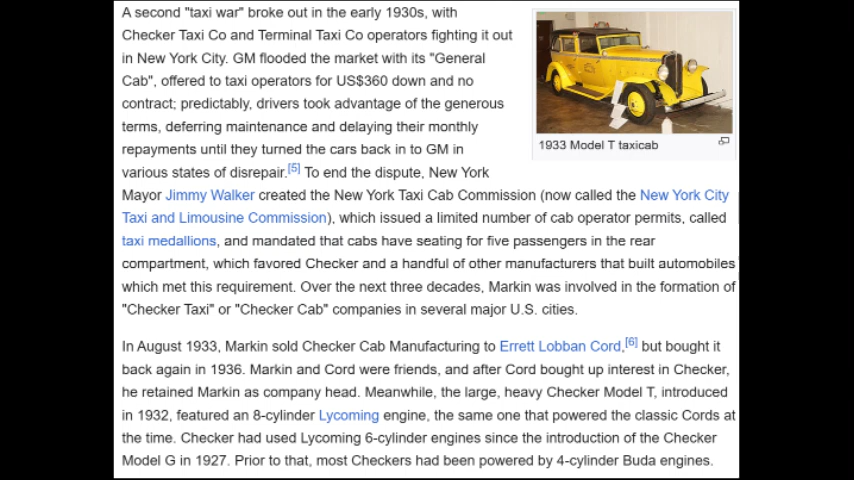 A second "taxi war" broke out in the early 1930s, with
Checker Taxi Co and Terminal Taxi Co operators fighting it out
in New York City. GM flooded the market with its "General
Cab", offered to taxi operators for US$360 down and no
contract; predictably, drivers took advantage of the generous
terms, deferring maintenance and delaying their monthly
repayments until they turned the cars back in to GM in
various states of disrepair.[5] To end the dispute, New York
Mayor Jimmy Walker created the New York Taxi Cab Commission (now called the New York City
Taxi and Limousine Commission), which issued a limited number of cab operator permits, called
taxi medallions, and mandated that cabs have seating for five passengers in the rear
compartment, which favored Checker and a handful of other manufacturers that built automobiles
which met this requirement. Over the next three decades, Markin was involved in the formation of
"Checker Taxi" or "Checker Cab" companies in several major U.S. cities.
1933 Model T taxicab
In August 1933, Markin sold Checker Cab Manufacturing to Errett Lobban Cord,[6] but bought it
back again in 1936. Markin and Cord were friends, and after Cord bought up interest in Checker,
he retained Markin as company head. Meanwhile, the large, heavy Checker Model T, introduced
in 1932, featured an 8-cylinder Lycoming engine, the same one that powered the classic Cords at
the time. Checker had used Lycoming 6-cylinder engines since the introduction of the Checker
Model G in 1927. Prior to that, most Checkers had been powered by 4-cylinder Buda engines.